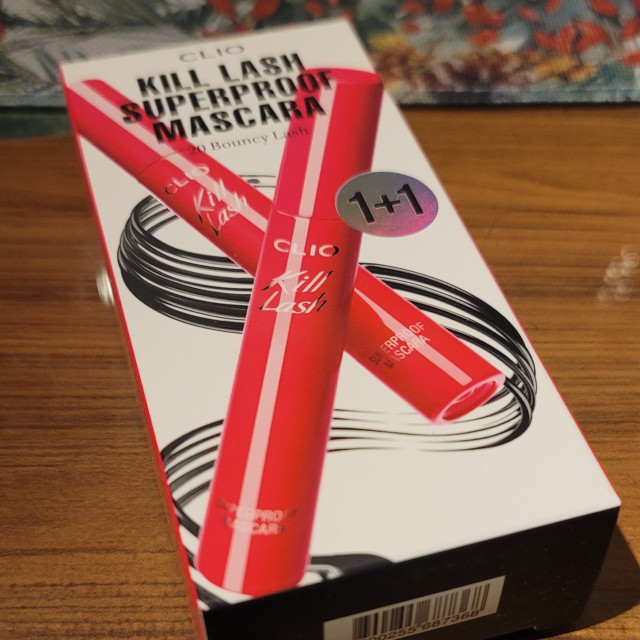 CLIO
KILL LASH
SUPERPROOF
MASCARA
20 Bouncy Lash
1+1
CLIO
Kill
Lash
SUPERPROOF
MASCARA
CLIO
Kill
Lash
SUPERPROOF
MASCARA